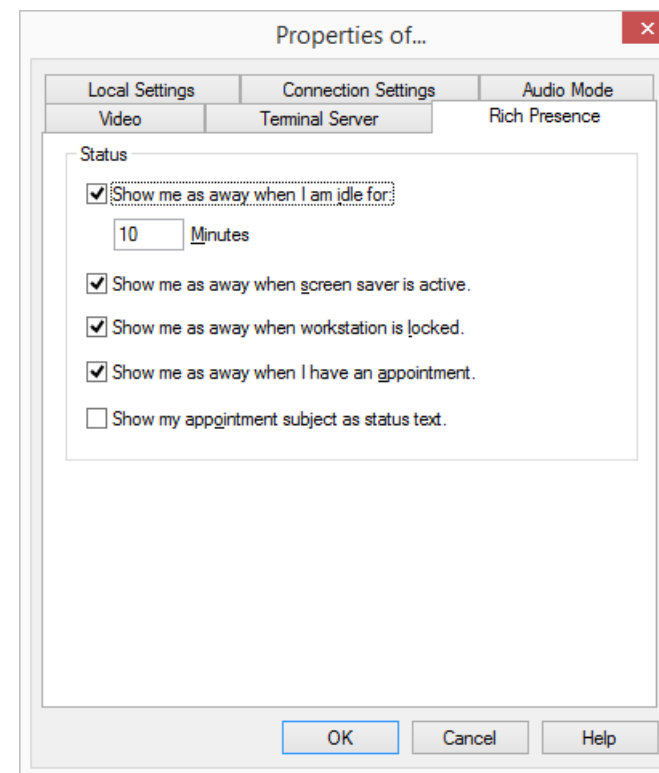 Properties of...
Local Settings Connection Settings Audio Mode
Video Terminal Server Rich Presence
Status
Show me as away when I am idle for:
10 Minutes
Show me as away when screen saver is active.
Show me as away when workstation is locked.
Show me as away when I have an appointment.
Show my appointment subject as status text.
OK Cancel Help